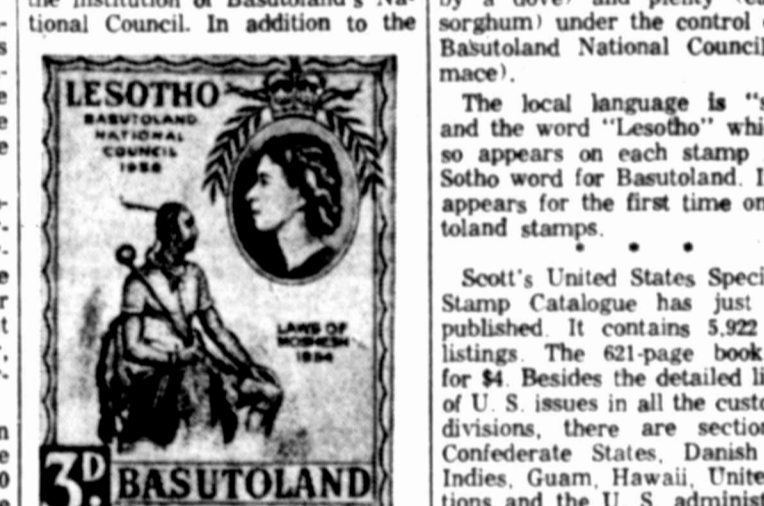 tional Council. In addition to the
LESOTHO
BASUTOLAND
NATIONAL
COUNCIL
1958
LAWS OF
MOSHESH
1854
3D.
BASUTOLAND
sorghum) under the control
Basutoland National Council
mace).
The local language is "s
and the word "Lesotho" whi
so appears on each stamp
Sotho word for Basutoland. I
appears for the first time on
toland stamps.
* * *
Scott's United States Speci
Stamp Catalogue has just
published. It contains 5,922
listings. The 621-page book
for $4. Besides the detailed li
of U. S. issues in all the custo
divisions, there are section
Confederate States, Danish
Indies, Guam, Hawaii, Unite
tions and the U. S. administ